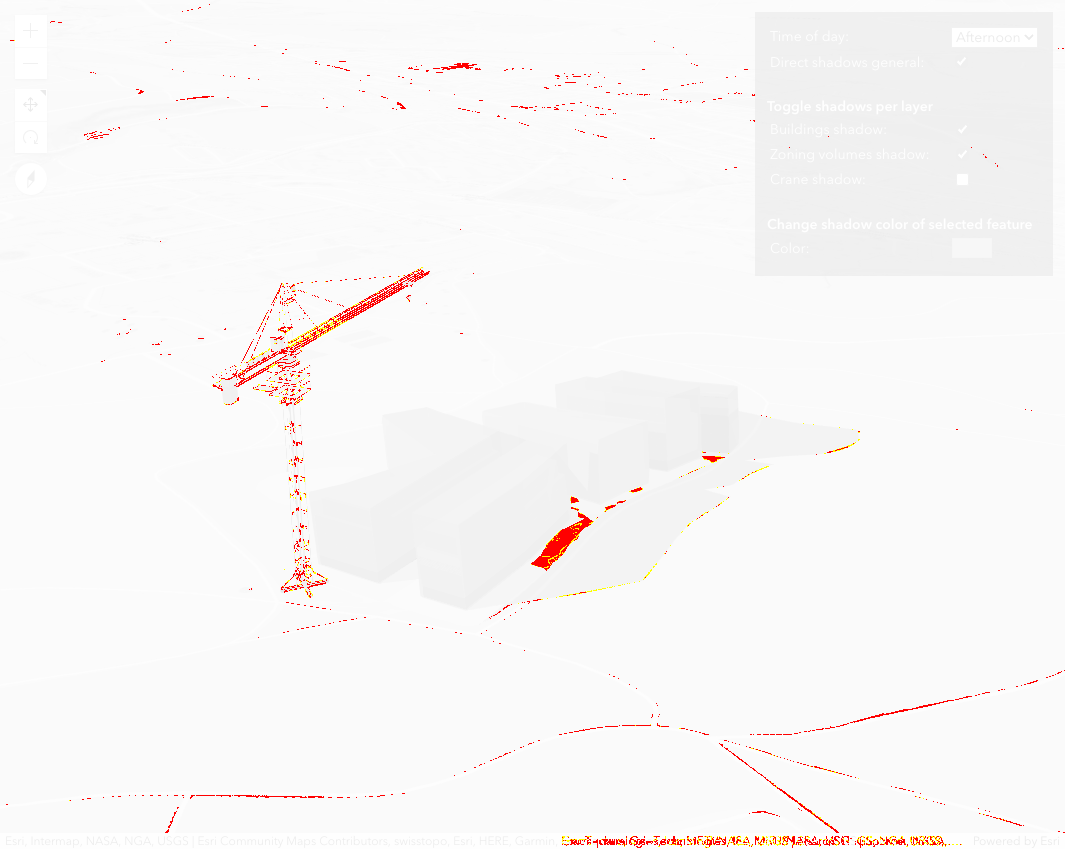 Time of day: Afternoon
Direct shadows general:
Toggle shadows per layer
Buildings shadow:
Zoning volumes shadow:
Crane shadow:
Change shadow color of selected feature
Color:
Esri, Intermap, NASA, NGA, USGS | Esri Community Maps Contributors, swisstopo, Esri, HERE, Garmin, Powered by Esri